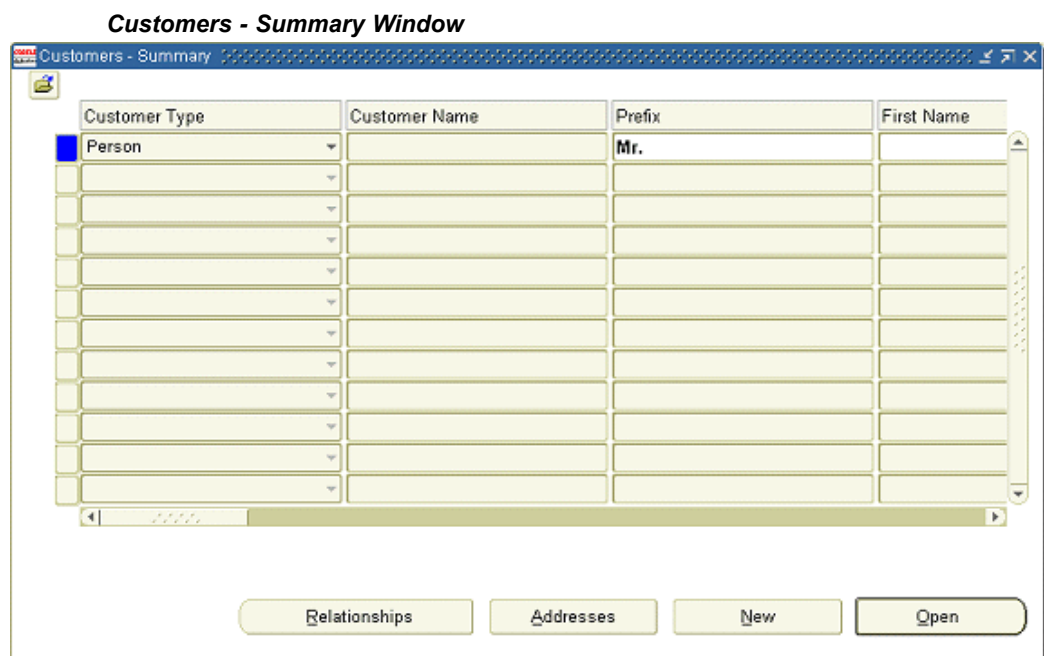 Customers - Summary Window
Customers - Summary
Customer Type Customer Name Prefix First Name
Person Mr.
Relationships Addresses New Open